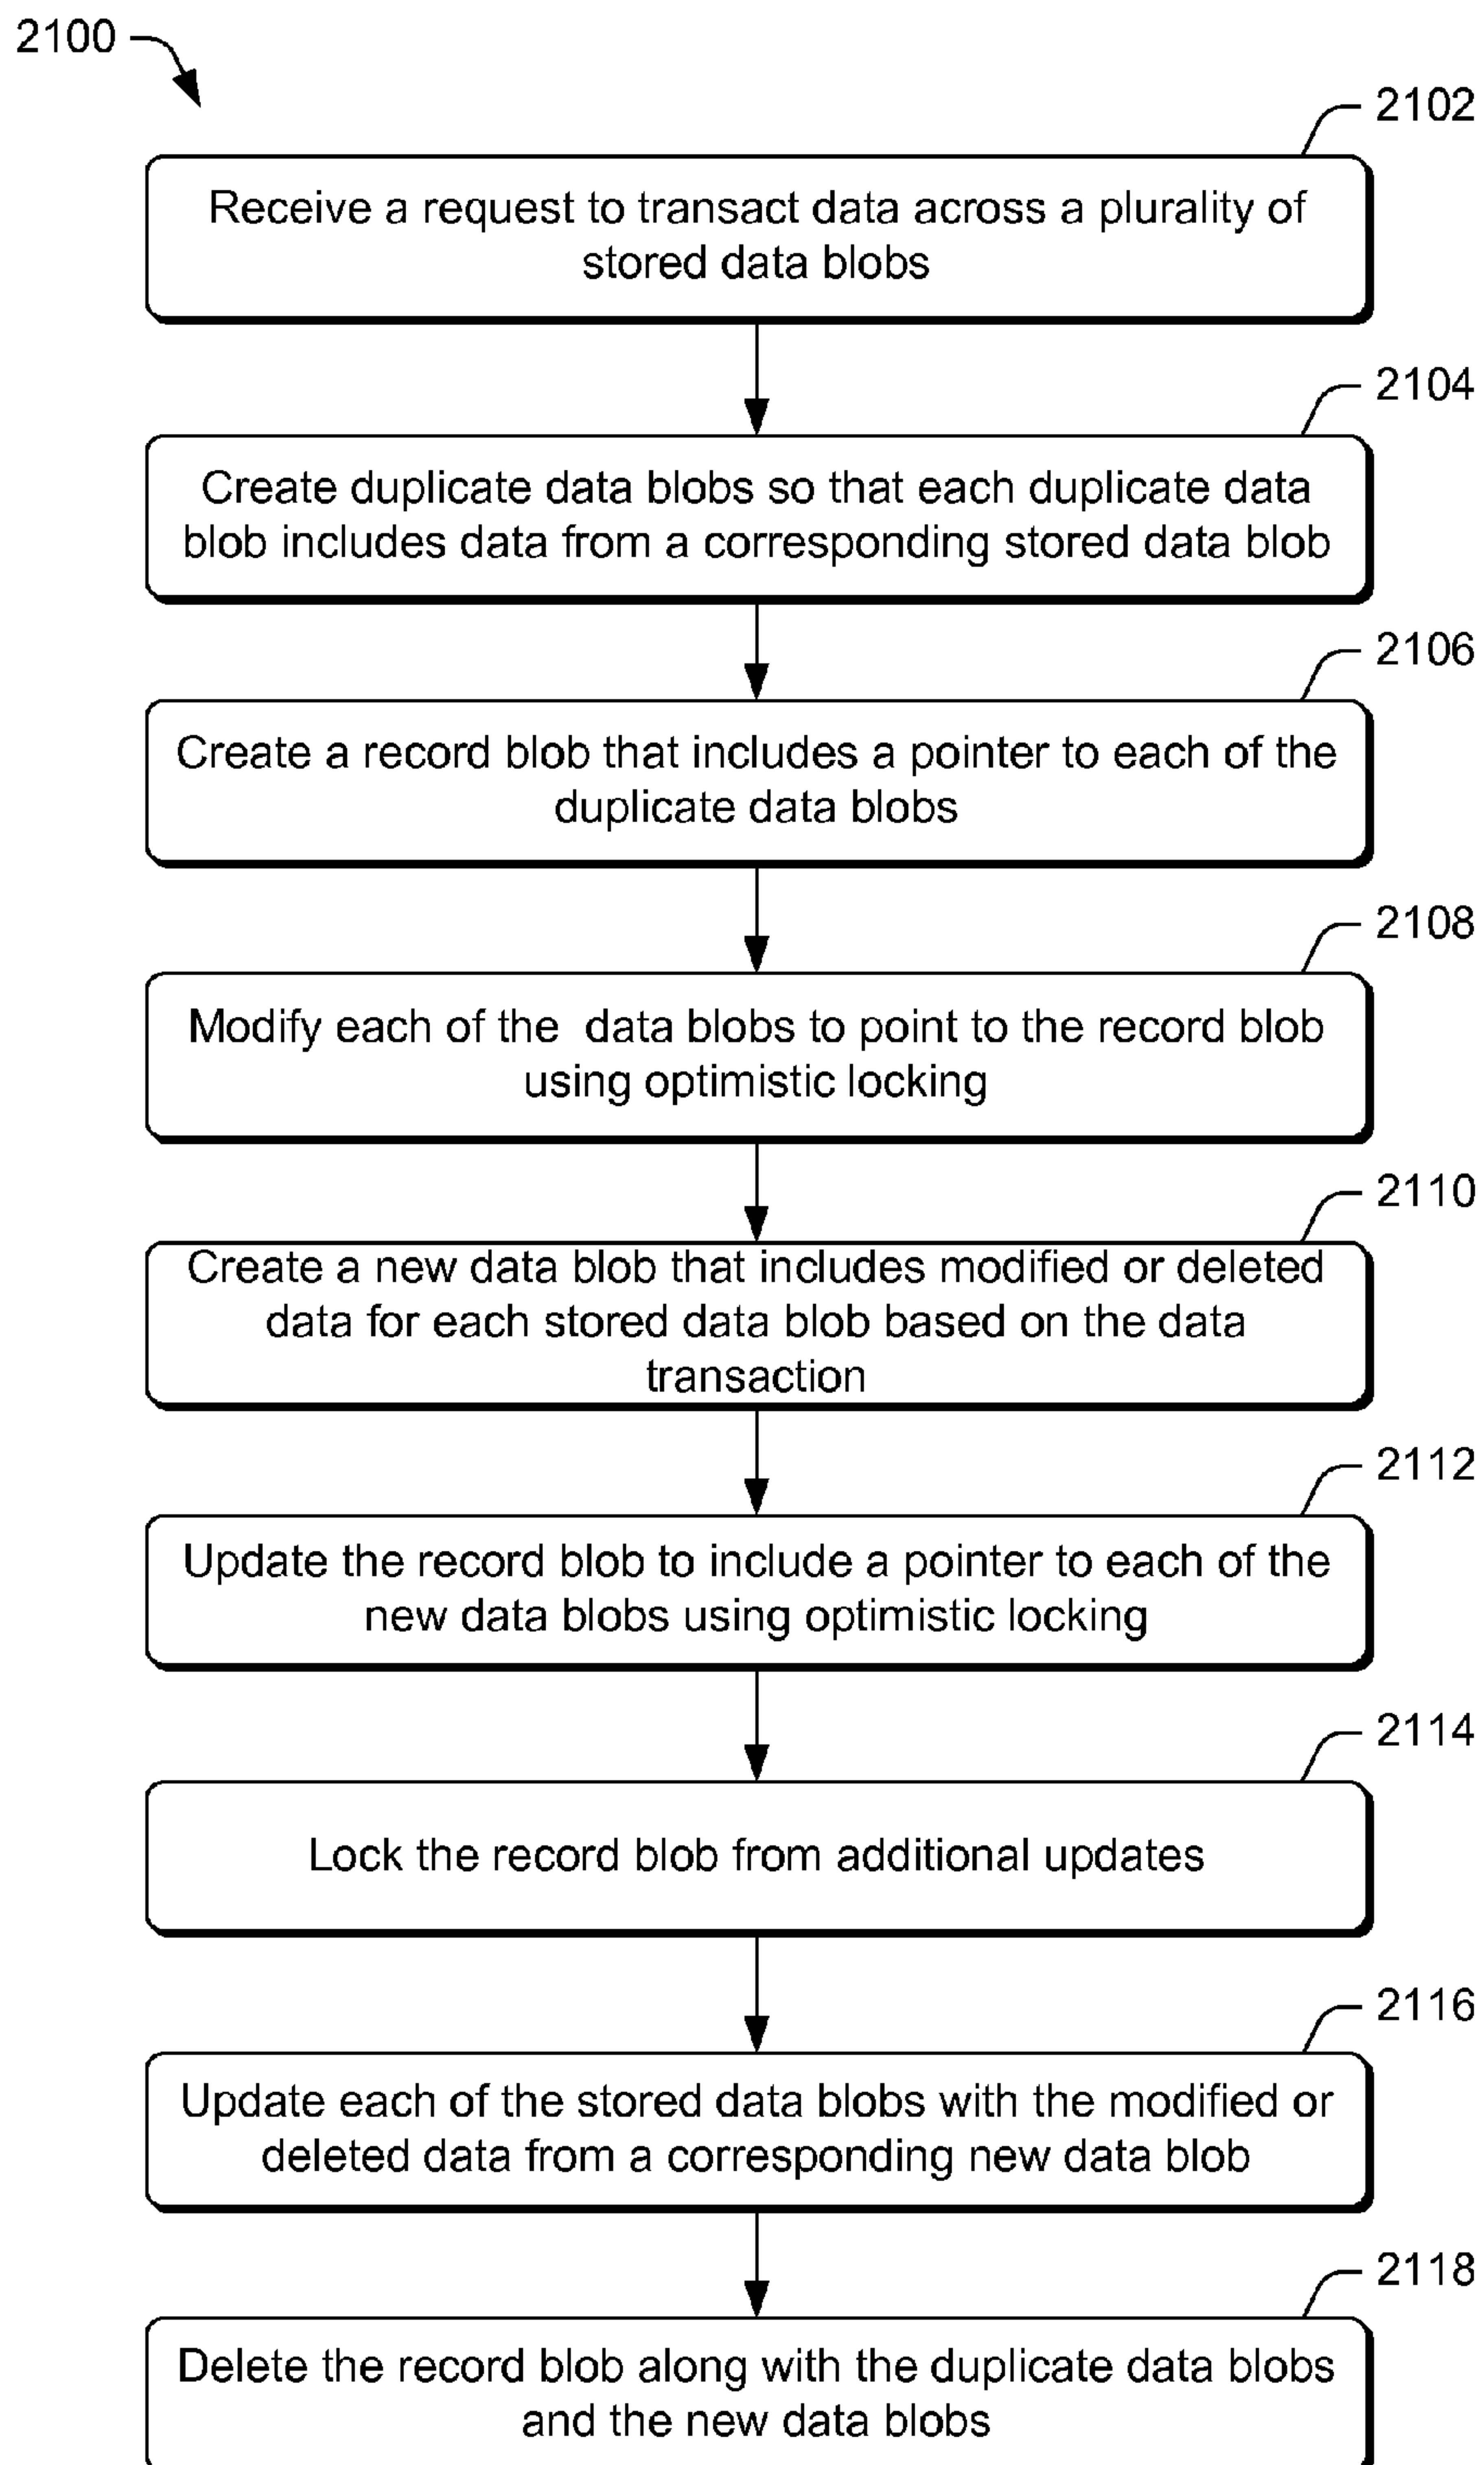 2100
2102
Receive a request to transact data across a plurality of
stored data blobs
2104
Create duplicate data blobs so that each duplicate data
blob includes data from a corresponding stored data blob
2106
Create a record blob that includes a pointer to each of the
duplicate data blobs
2108
Modify each of the data blobs to point to the record blob
using optimistic locking
2110
Create a new data blob that includes modified or deleted
data for each stored data blob based on the data
transaction
2112
Update the record blob to include a pointer to each of the
new data blobs using optimistic locking
2114
Lock the record blob from additional updates
2116
Update each of the stored data blobs with the modified or
deleted data from a corresponding new data blob
2118
Delete the record blob along with the duplicate data blobs
and the new data blobs